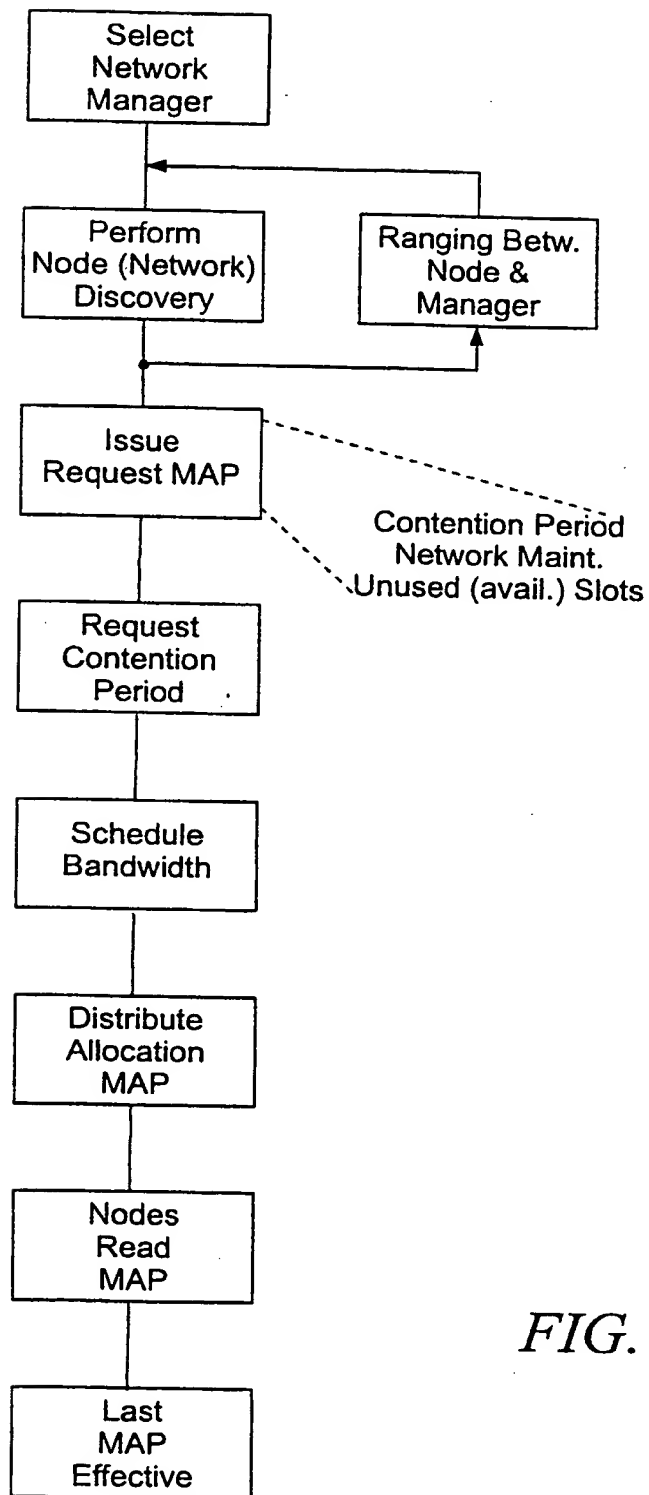 Select
Network
Manager
Perform
Node (Network)
Discovery
Ranging Betw.
Node &
Manager
Issue
Request MAP
Contention Period
Network Maint.
Unused (avail.) Slots
Request
Contention
Period
Schedule
Bandwidth
Distribute
Allocation
MAP
Nodes
Read
MAP
Last
MAP
Effective
FIG.